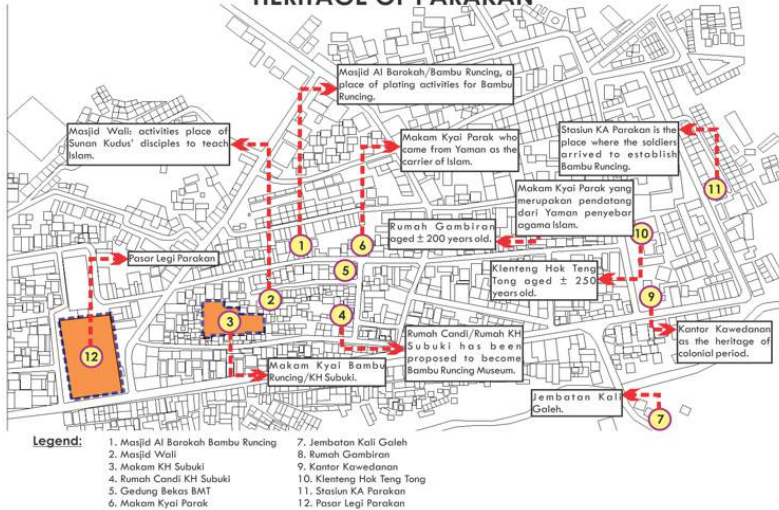 HERITAGE OF PARAKAN
Masjid Al Barokah/Bambu Runcing, a
place of plating activities for Bambu
Runcing.
Masjid Wali: activities place of
Sunan Kudus' disciples to teach
Islam.
Makam Kyai Parak who
come from Yaman as the
carrier of Islam.
Stasiun KA Parakan is the
place where the soldiers
arrived to establish
Bambu Runcing.
11
Makam Kyai Parak yang
merupakan pendatang
dari Yaman penyebar
agama Islam.
Rumah Gambiran
aged ± 200 years old.
10
1
6
Pasar Legi Parakan
5
Klenteng Hok Teng
Tong aged ± 250
years old.
2
9
4
3
12
Rumah Candi/Rumah KH
Subuki has been
proposed to become
Bambu Runcing Museum.
Kantor Kawedanan
as the heritage of
colonial period.
Makam Kyai Bambu
Runcing/KH Subuki.
Jembatan Kali
Galeh.
7
Legend:
1. Masjid Al Barokah Bambu Runcing
2. Masjid Wali
3. Makam KH Subuki
4. Rumah Candi KH Subuki
5. Gedung Bekas BMT
6. Makam Kyai Parak
7. Jembatan Kali Galeh
8. Rumah Gambiran
9. Kantor Kawedanan
10. Klenteng Hok Teng Tong
11. Stasiun KA Parakan
12. Pasar Legi Parakan